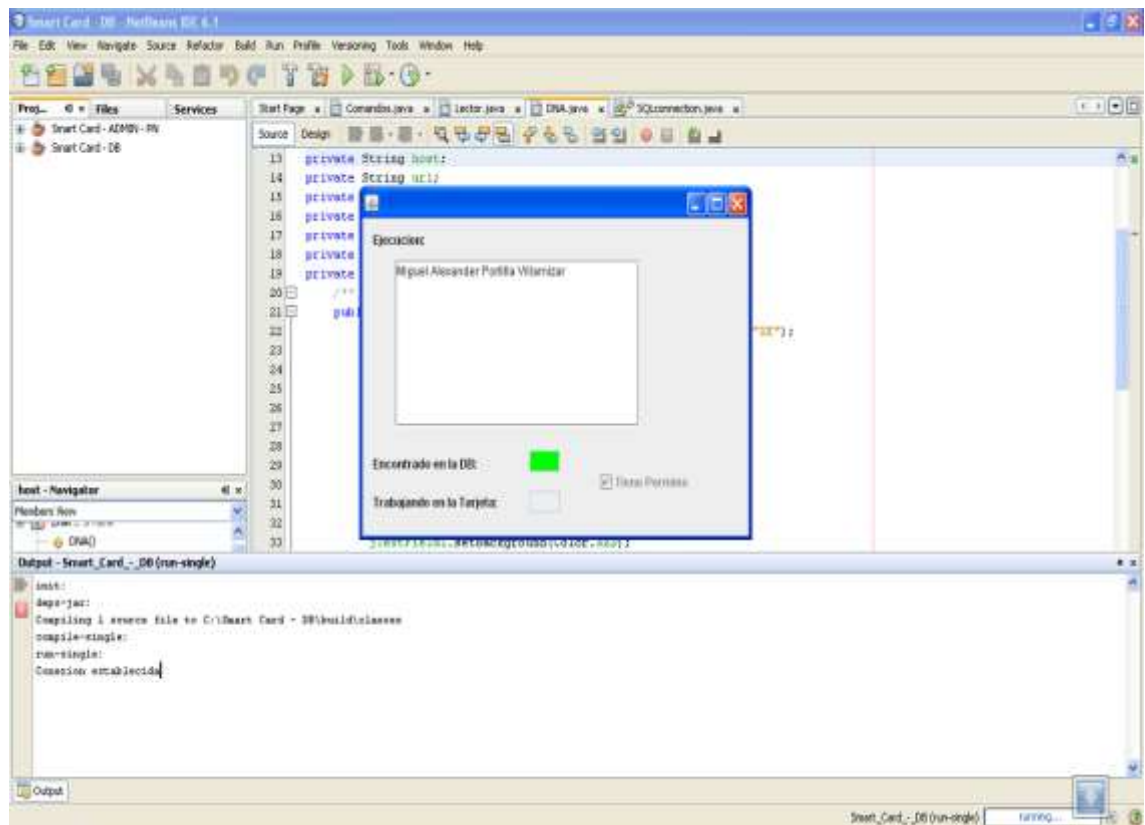 Smart Card - DB - NetBeans IDE 6.1
File Edit View Navigate Source Refactor Build Run Profile Versioning Tools Window Help
Proj... Files Services
Smart Card - ADMIN - PN
Smart Card - DB
Start Page Comandos.java Lector.java DNA.java SQLconnection.java
Source Design
13 private String host;
14 private String url;
15 private
16 private
17 private
18 private
19 private
20 /**
21 publ
22 );
23
24
25
26
27
28
29
30
31
32
33
Ejecucion:
Miguel Alexander Portilla Villamizar
Encontrado en la DB:
Tiene Permiso
Trabajando en la Tarjeta:
host - Navigator
Members View
DNA()
Output - Smart_Card_-_DB (run-single)
init:
deps-jar:
Compiling 1 source file to C:\Smart Card - DB\build\classes
compile-single:
run-single:
Conexion establecida
Output
Smart_Card_-_DB (run-single) running...